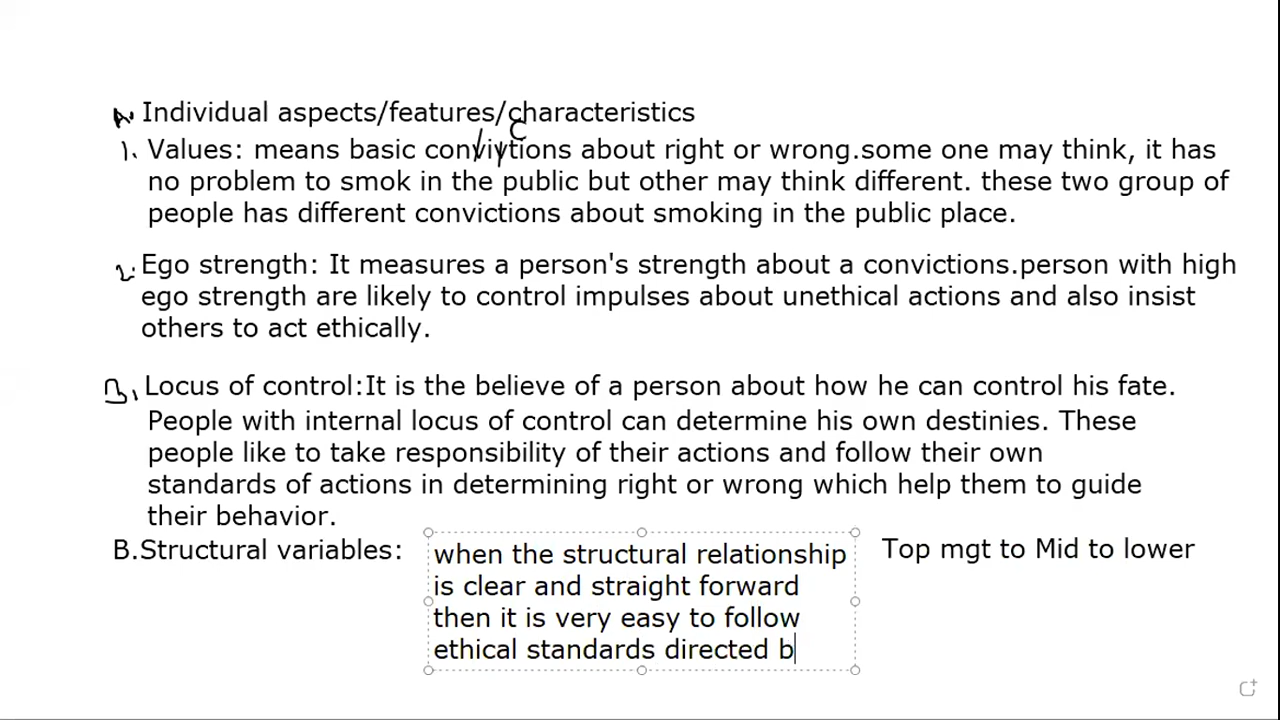 A. Individual aspects/features/characteristics
c
1. Values: means basic conviytions about right or wrong.some one may think, it has
no problem to smok in the public but other may think different. these two group of
people has different convictions about smoking in the public place.
2. Ego strength: It measures a person's strength about a convictions.person with high
ego strength are likely to control impulses about unethical actions and also insist
others to act ethically.
3. Locus of control:It is the believe of a person about how he can control his fate.
People with internal locus of control can determine his own destinies. These
people like to take responsibility of their actions and follow their own
standards of actions in determining right or wrong which help them to guide
their behavior.
B.Structural variables:
when the structural relationship
is clear and straight forward
then it is very easy to follow
ethical standards directed b
Top mgt to Mid to lower